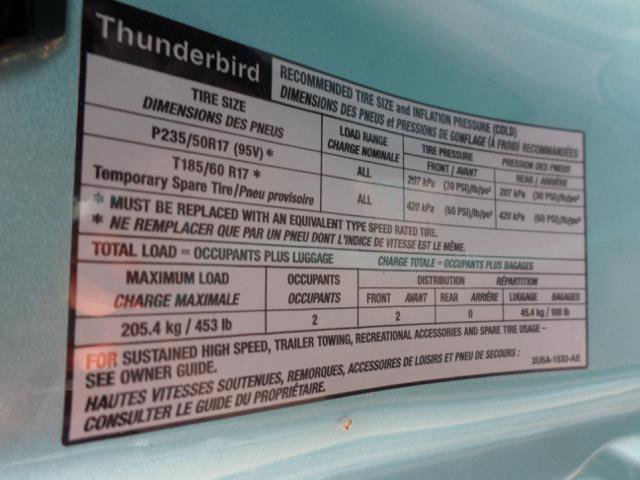 Thunderbird
RECOMMENDED TIRE SIZE and INFLATION PRESSURE (COLD)
DIMENSIONS DES PNEUS et PRESSIONS DE GONFLAGE (À FROID) RECOMMANDÉES
TIRE SIZE
DIMENSIONS DES PNEUS
LOAD RANGE
CHARGE NOMINALE
TIRE PRESSURE PRESSION DES PNEUS
FRONT / AVANT REAR / ARRIÈRE
P235/50R17 (95V) * ALL 207 kPa (30 PSI)/lb/po² 207 kPa (30 PSI)/lb/po²
T185/60 R17 *
Temporary Spare Tire/Pneu provisoire ALL 420 kPa (60 PSI)/lb/po² 420 kPa (60 PSI)/lb/po²
* MUST BE REPLACED WITH AN EQUIVALENT TYPE SPEED RATED TIRE.
* NE REMPLACER QUE PAR UN PNEU DONT L'INDICE DE VITESSE EST LE MÊME.
TOTAL LOAD = OCCUPANTS PLUS LUGGAGE CHARGE TOTALE = OCCUPANTS PLUS BAGAGES
MAXIMUM LOAD OCCUPANTS DISTRIBUTION RÉPARTITION
CHARGE MAXIMALE OCCUPANTS FRONT AVANT REAR ARRIÈRE LUGGAGE BAGAGES
205.4 kg / 453 lb 2 2 0 45.4 kg / 100 lb
FOR SUSTAINED HIGH SPEED, TRAILER TOWING, RECREATIONAL ACCESSORIES AND SPARE TIRE USAGE –
SEE OWNER GUIDE. 2U5A-1532-AE
HAUTES VITESSES SOUTENUES, REMORQUES, ACCESSOIRES DE LOISIRS ET PNEU DE SECOURS :
CONSULTER LE GUIDE DU PROPRIÉTAIRE.